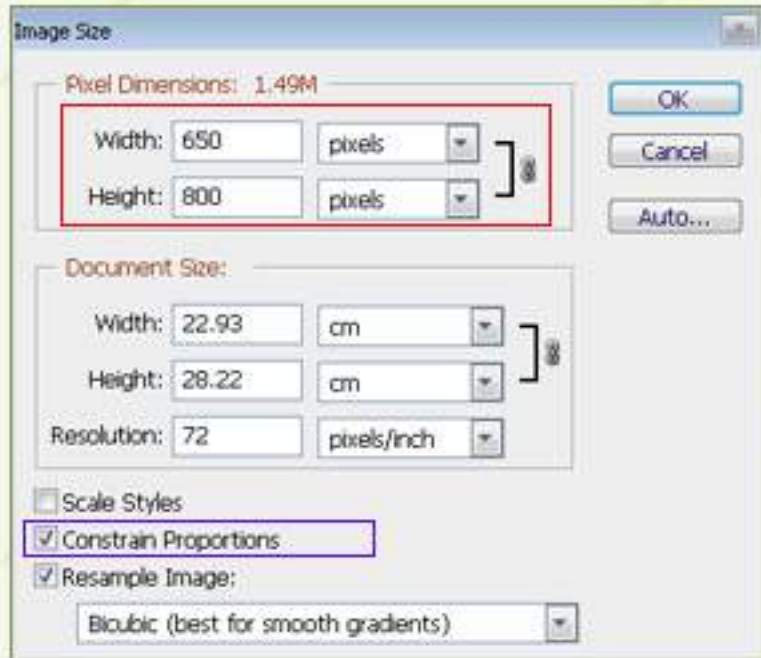 Image Size
Pixel Dimensions: 1.49M
OK
Width: 650 pixels
Cancel
Height: 800 pixels
Auto...
Document Size:
Width: 22.93 cm
Height: 28.22 cm
Resolution: 72 pixels/inch
Scale Styles
Constrain Proportions
Resample Image:
Bicubic (best for smooth gradients)